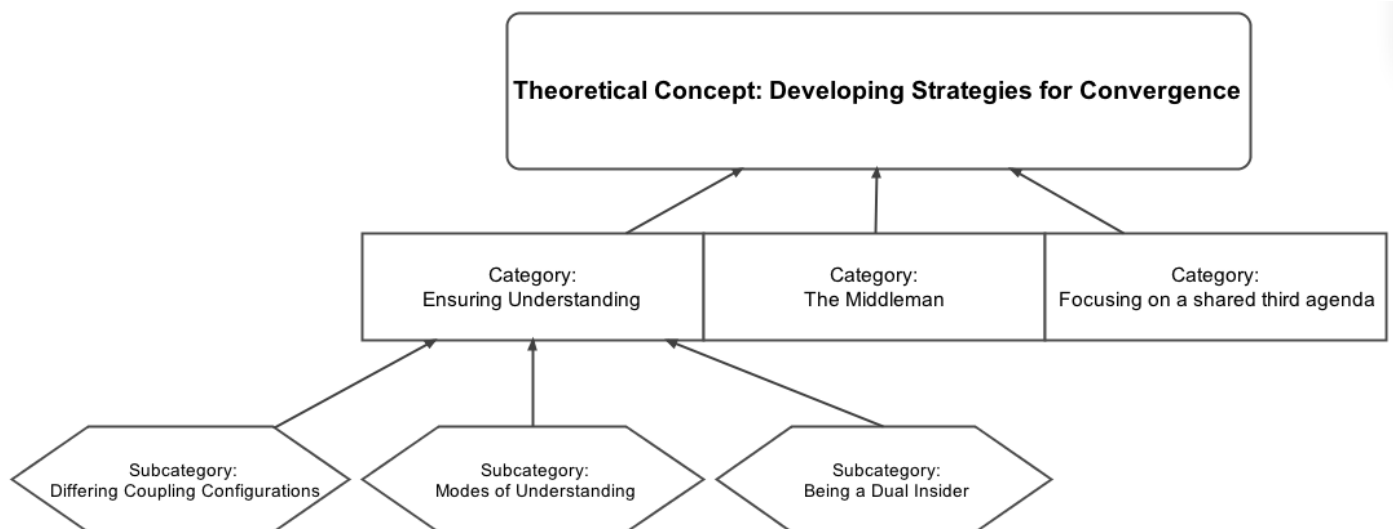 Theoretical Concept: Developing Strategies for Convergence
Category:
Ensuring Understanding
Category:
The Middleman
Category:
Focusing on a shared third agenda
Subcategory:
Differing Coupling Configurations
Subcategory:
Modes of Understanding
Subcategory:
Being a Dual Insider